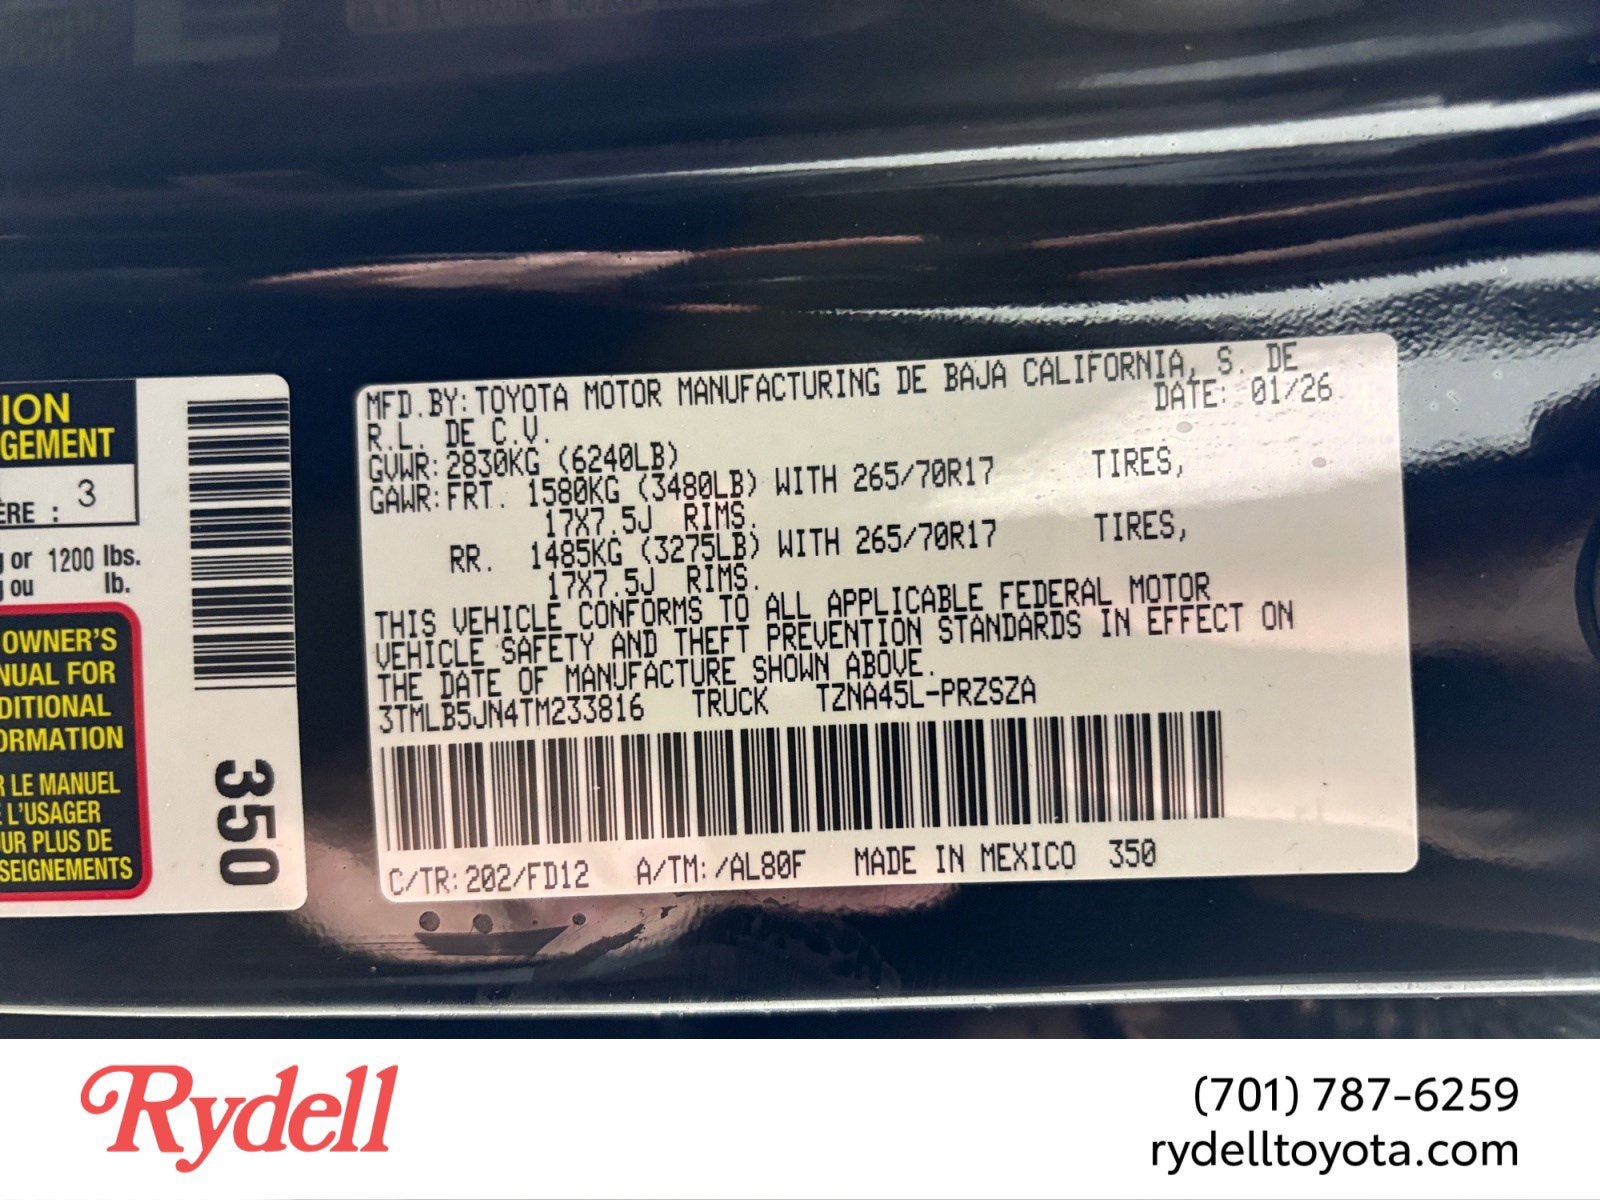 TION
GEMENT
ÈRE : 3
g or 1200 lbs.
g ou lb.
OWNER'S
NUAL FOR
DITIONAL
ORMATION
R LE MANUEL
E L'USAGER
UR PLUS DE
SEIGNEMENTS
350
MFD.BY: TOYOTA MOTOR MANUFACTURING DE BAJA CALIFORNIA, S. DE
R.L. DE C.V. DATE: 01/26
GVWR: 2830KG (6240LB)
GAWR: FRT. 1580KG (3480LB) WITH 265/70R17 TIRES,
17X7.5J RIMS.
RR. 1485KG (3275LB) WITH 265/70R17 TIRES,
17X7.5J RIMS.
THIS VEHICLE CONFORMS TO ALL APPLICABLE FEDERAL MOTOR
VEHICLE SAFETY AND THEFT PREVENTION STANDARDS IN EFFECT ON
THE DATE OF MANUFACTURE SHOWN ABOVE.
3TMLB5JN4TM233816 TRUCK TZNA45L-PRZSZA
C/TR: 202/FD12 A/TM: /AL80F MADE IN MEXICO 350
Rydell
(701) 787-6259
rydelltoyota.com